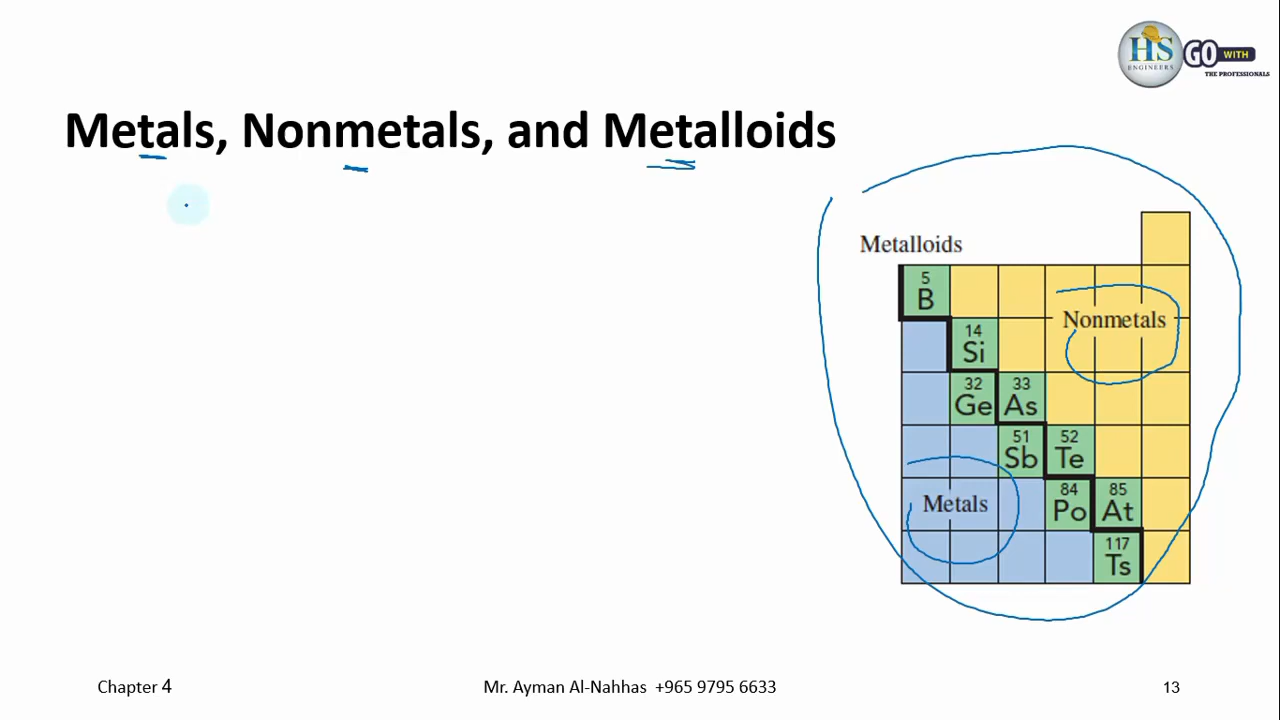 HS
ENGINEERS
GO WITH
THE PROFESSIONALS
Metals, Nonmetals, and Metalloids
Metalloids
5
B
Nonmetals
14
Si
32 33
Ge As
51 52
Sb Te
Metals
84 85
Po At
117
Ts
Chapter 4 Mr. Ayman Al-Nahhas +965 9795 6633 13